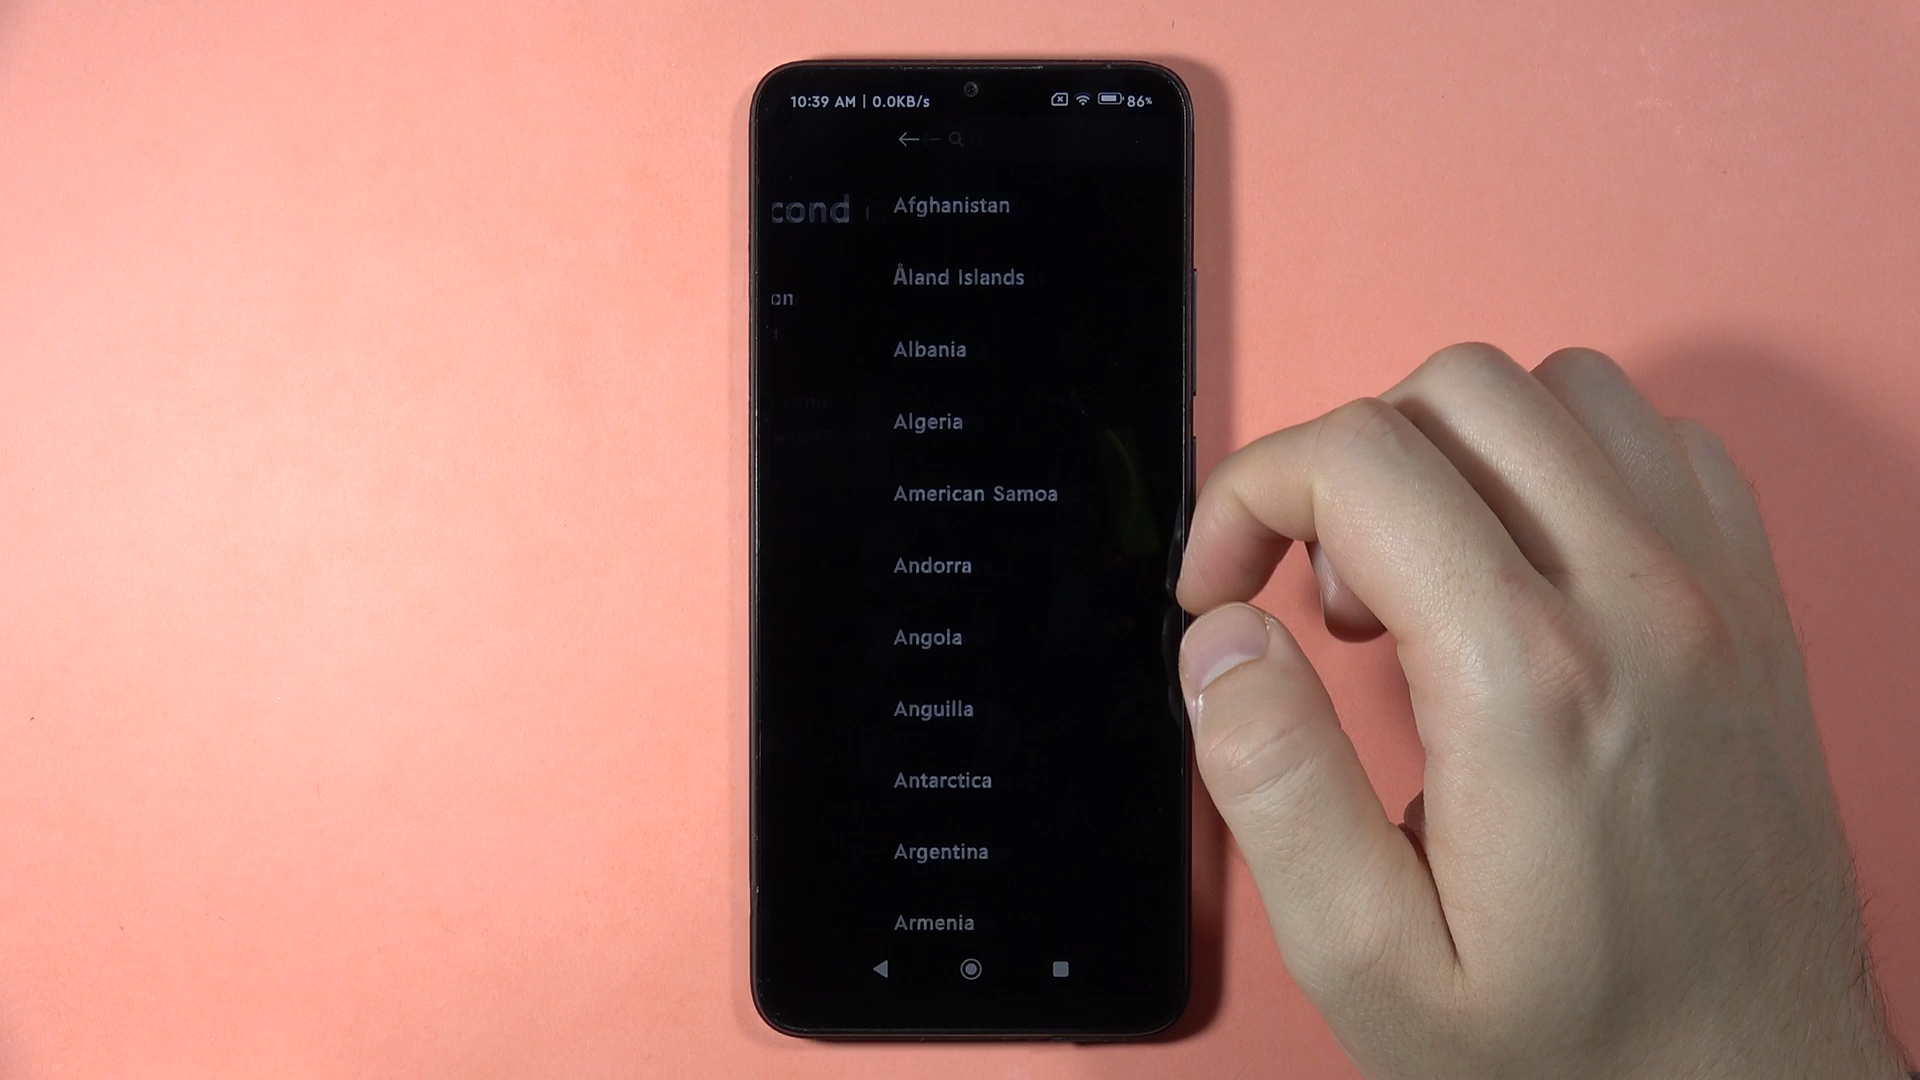 10:39 AM | 0.0KB/s 86%
cond
Afghanistan
Åland Islands
on
Albania
Algeria
American Samoa
Andorra
Angola
Anguilla
Antarctica
Argentina
Armenia